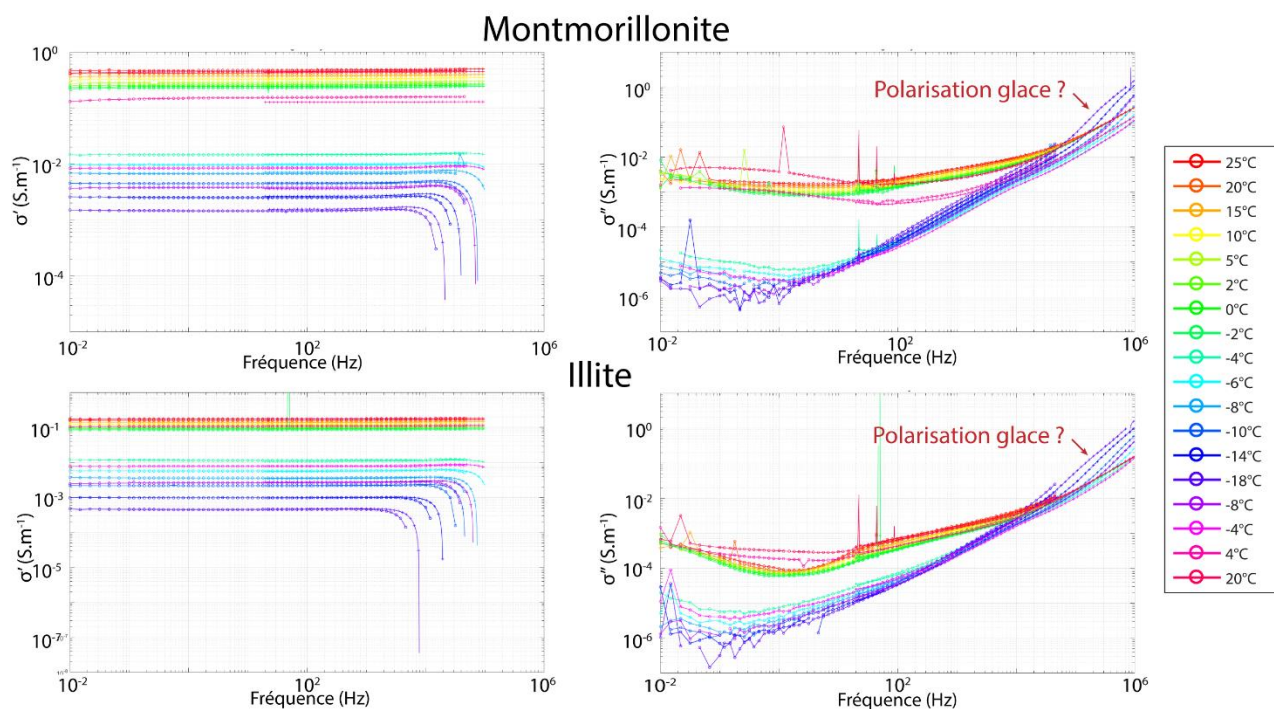 Montmorillonite
10⁰
10⁻²
10⁻⁴
σ' (S.m⁻¹)
10⁻²
10²
10⁶
Fréquence (Hz)
Polarisation glace ?
10⁰
10⁻²
10⁻⁴
10⁻⁶
σ'' (S.m⁻¹)
10⁻²
10²
10⁶
Fréquence (Hz)
Illite
10⁻¹
10⁻³
10⁻⁵
10⁻⁷
σ' (S.m⁻¹)
10⁻²
10²
10⁶
Fréquence (Hz)
Polarisation glace ?
10⁰
10⁻²
10⁻⁴
10⁻⁶
σ'' (S.m⁻¹)
10⁻²
10²
10⁶
Fréquence (Hz)
25°C
20°C
15°C
10°C
5°C
2°C
0°C
-2°C
-4°C
-6°C
-8°C
-10°C
-14°C
-18°C
-8°C
-4°C
4°C
20°C